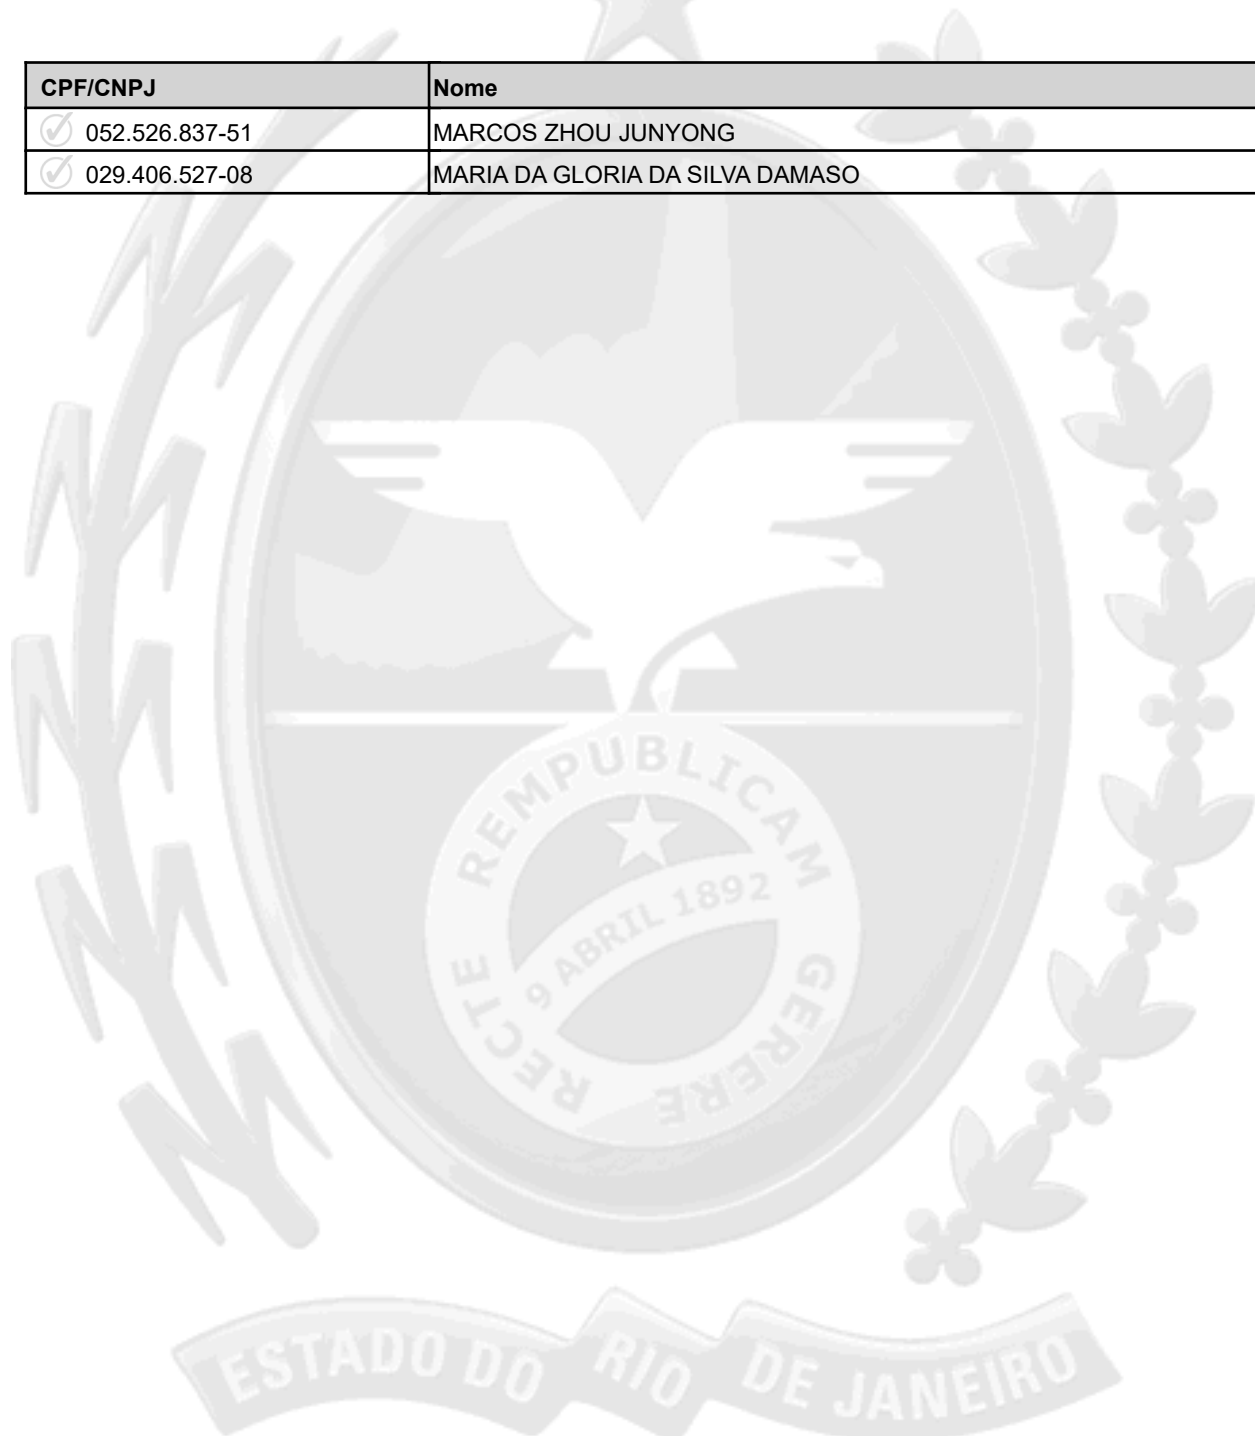 CPF/CNPJ Nome
052.526.837-51 MARCOS ZHOU JUNYONG
029.406.527-08 MARIA DA GLORIA DA SILVA DAMASO
REMPUBLICAM
9 ABRIL 1892
RECTE GERERE
ESTADO DO RIO DE JANEIRO